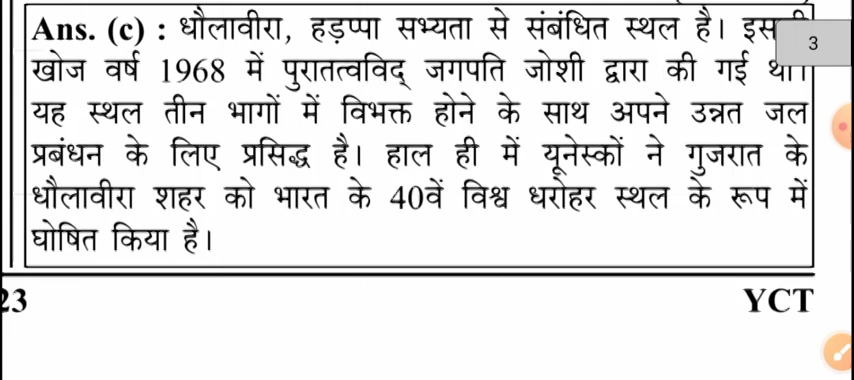 Ans. (c) : धौलावीरा, हड़प्पा सभ्यता से संबंधित स्थल है। 
3
खोज वर्ष 1968 में पुरातत्वविद् जगपति जोशी द्वारा की गई
यह स्थल तीन भागों में विभक्त होने के साथ अपने उन्नत जल
प्रबंधन के लिए प्रसिद्ध है। हाल ही में यूनेस्कों ने गुजरात के
धौलावीरा शहर को भारत के 40वें विश्व धरोहर स्थल के रूप में
घोषित किया है।
23
YCT